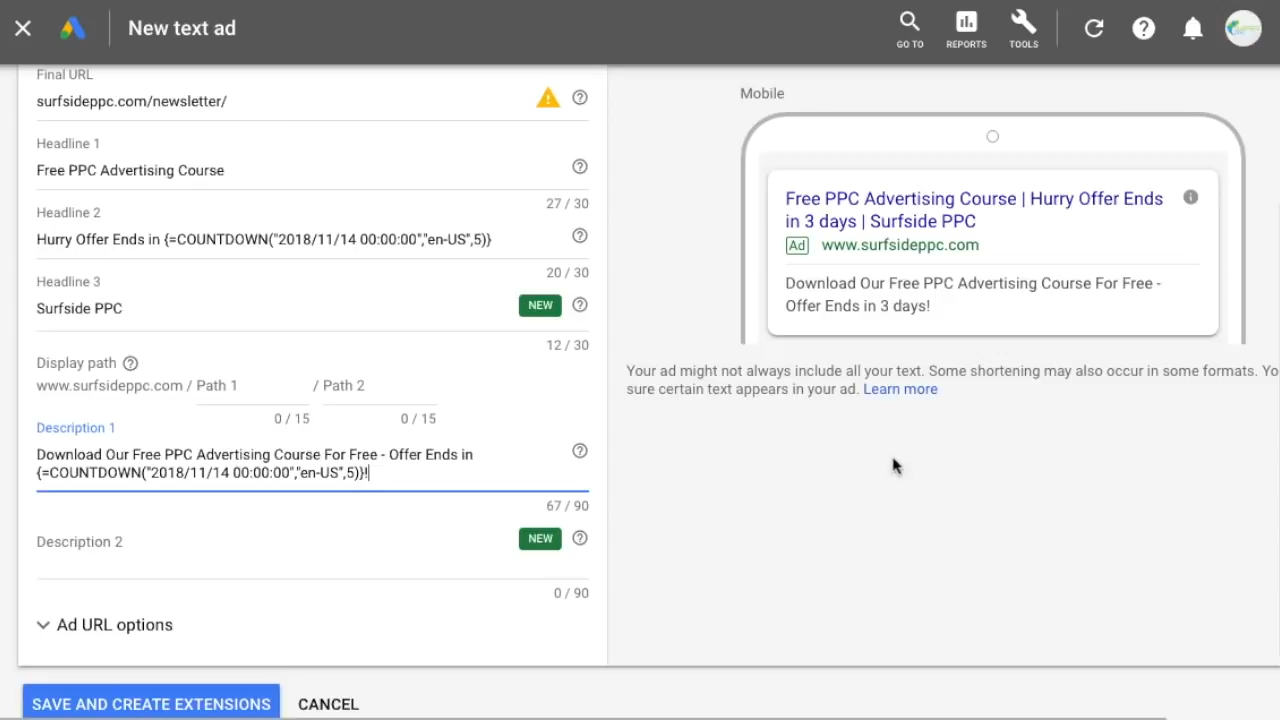 New text ad
GO TO
REPORTS
TOOLS
Final URL
surfsideppc.com/newsletter/
Headline 1
Free PPC Advertising Course
27 / 30
Headline 2
Hurry Offer Ends in {=COUNTDOWN("2018/11/14 00:00:00","en-US",5)}
20 / 30
Headline 3
Surfside PPC
NEW
12 / 30
Display path
www.surfsideppc.com / Path 1 / Path 2
0 / 15 0 / 15
Description 1
Download Our Free PPC Advertising Course For Free - Offer Ends in
{=COUNTDOWN("2018/11/14 00:00:00","en-US",5)}!
67 / 90
Description 2
NEW
0 / 90
Ad URL options
SAVE AND CREATE EXTENSIONS
CANCEL
Mobile
Free PPC Advertising Course | Hurry Offer Ends
in 3 days | Surfside PPC
Ad www.surfsideppc.com
Download Our Free PPC Advertising Course For Free -
Offer Ends in 3 days!
Your ad might not always include all your text. Some shortening may also occur in some formats. Yo
sure certain text appears in your ad. Learn more